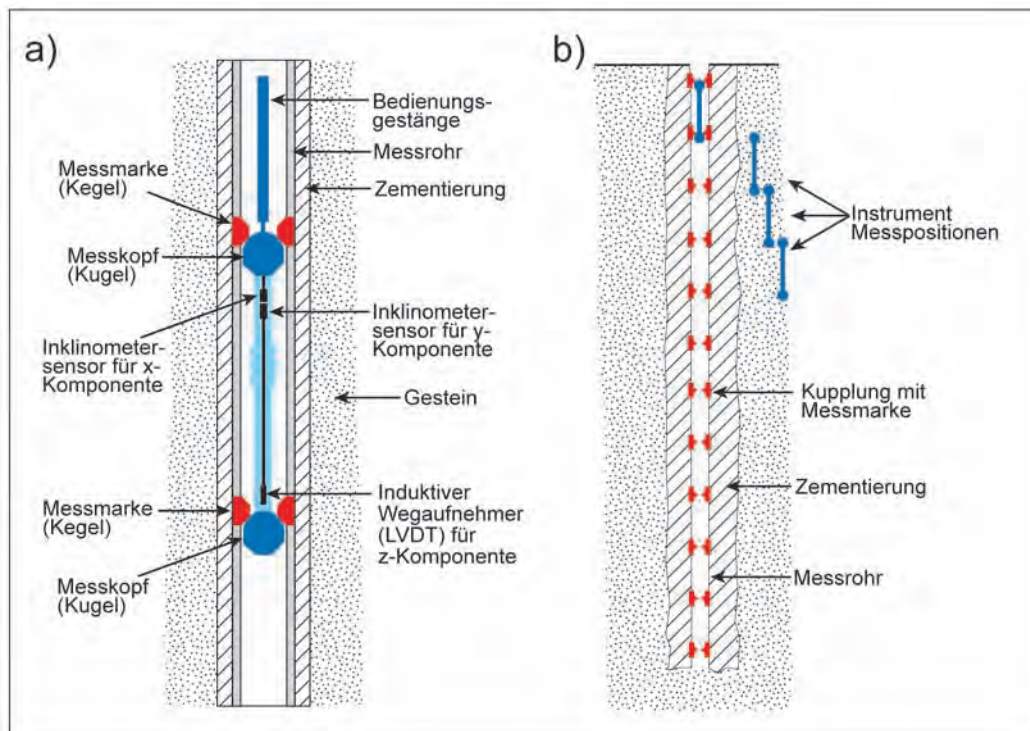 a)
Bedienungs-
gestänge
Messrohr
Zementierung
Messmarke
(Kegel)
Messkopf
(Kugel)
Inklinometer-
sensor für x-
Komponente
Inklinometer-
sensor für y-
Komponente
Gestein
Messmarke
(Kegel)
Induktiver
Wegaufnehmer
(LVDT) für
z-Komponente
Messkopf
(Kugel)
b)
Instrument
Messpositionen
Kupplung mit
Messmarke
Zementierung
Messrohr